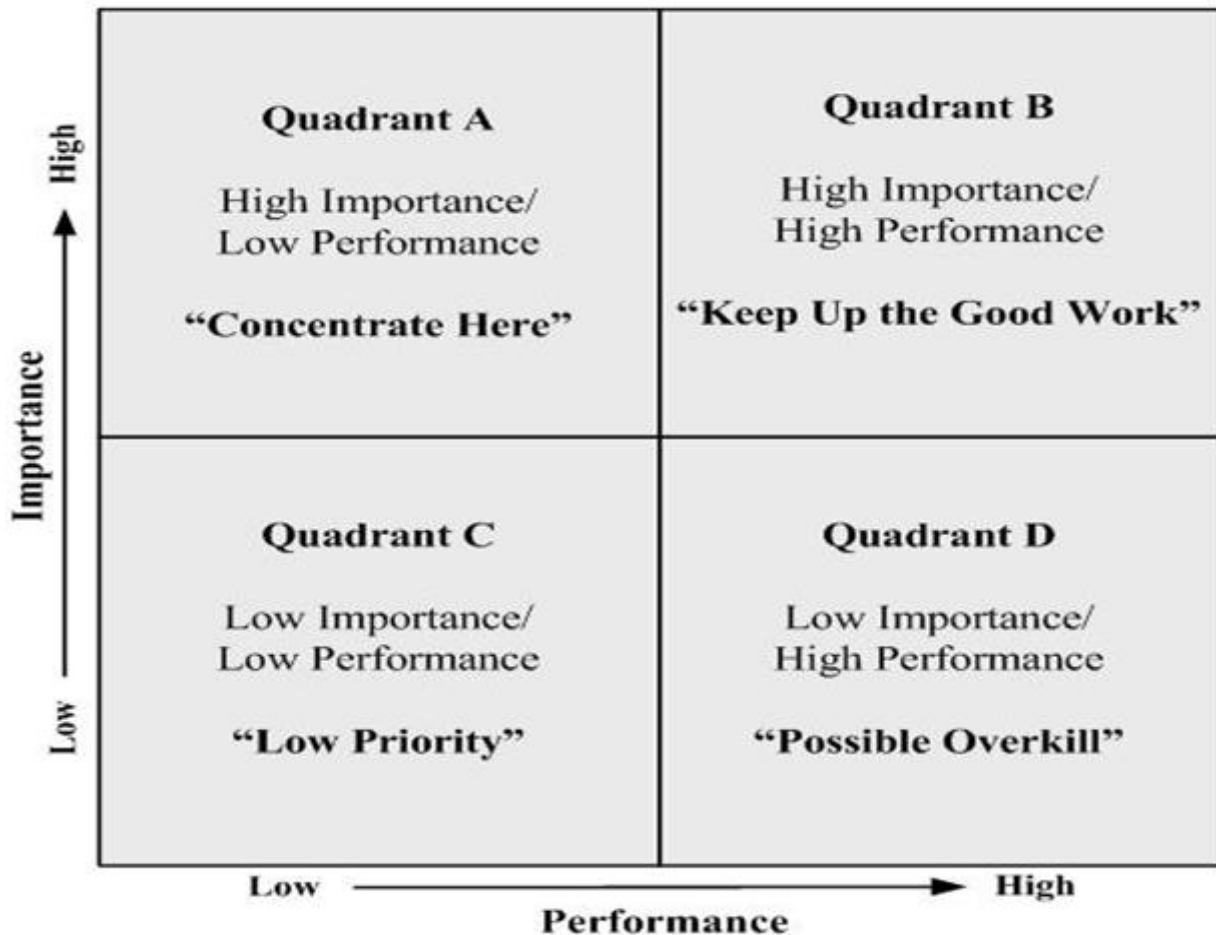 High
Importance
Low
Quadrant A
High Importance/
Low Performance
“Concentrate Here”
Quadrant B
High Importance/
High Performance
“Keep Up the Good Work”
Quadrant C
Low Importance/
Low Performance
“Low Priority”
Quadrant D
Low Importance/
High Performance
“Possible Overkill”
Low
High
Performance